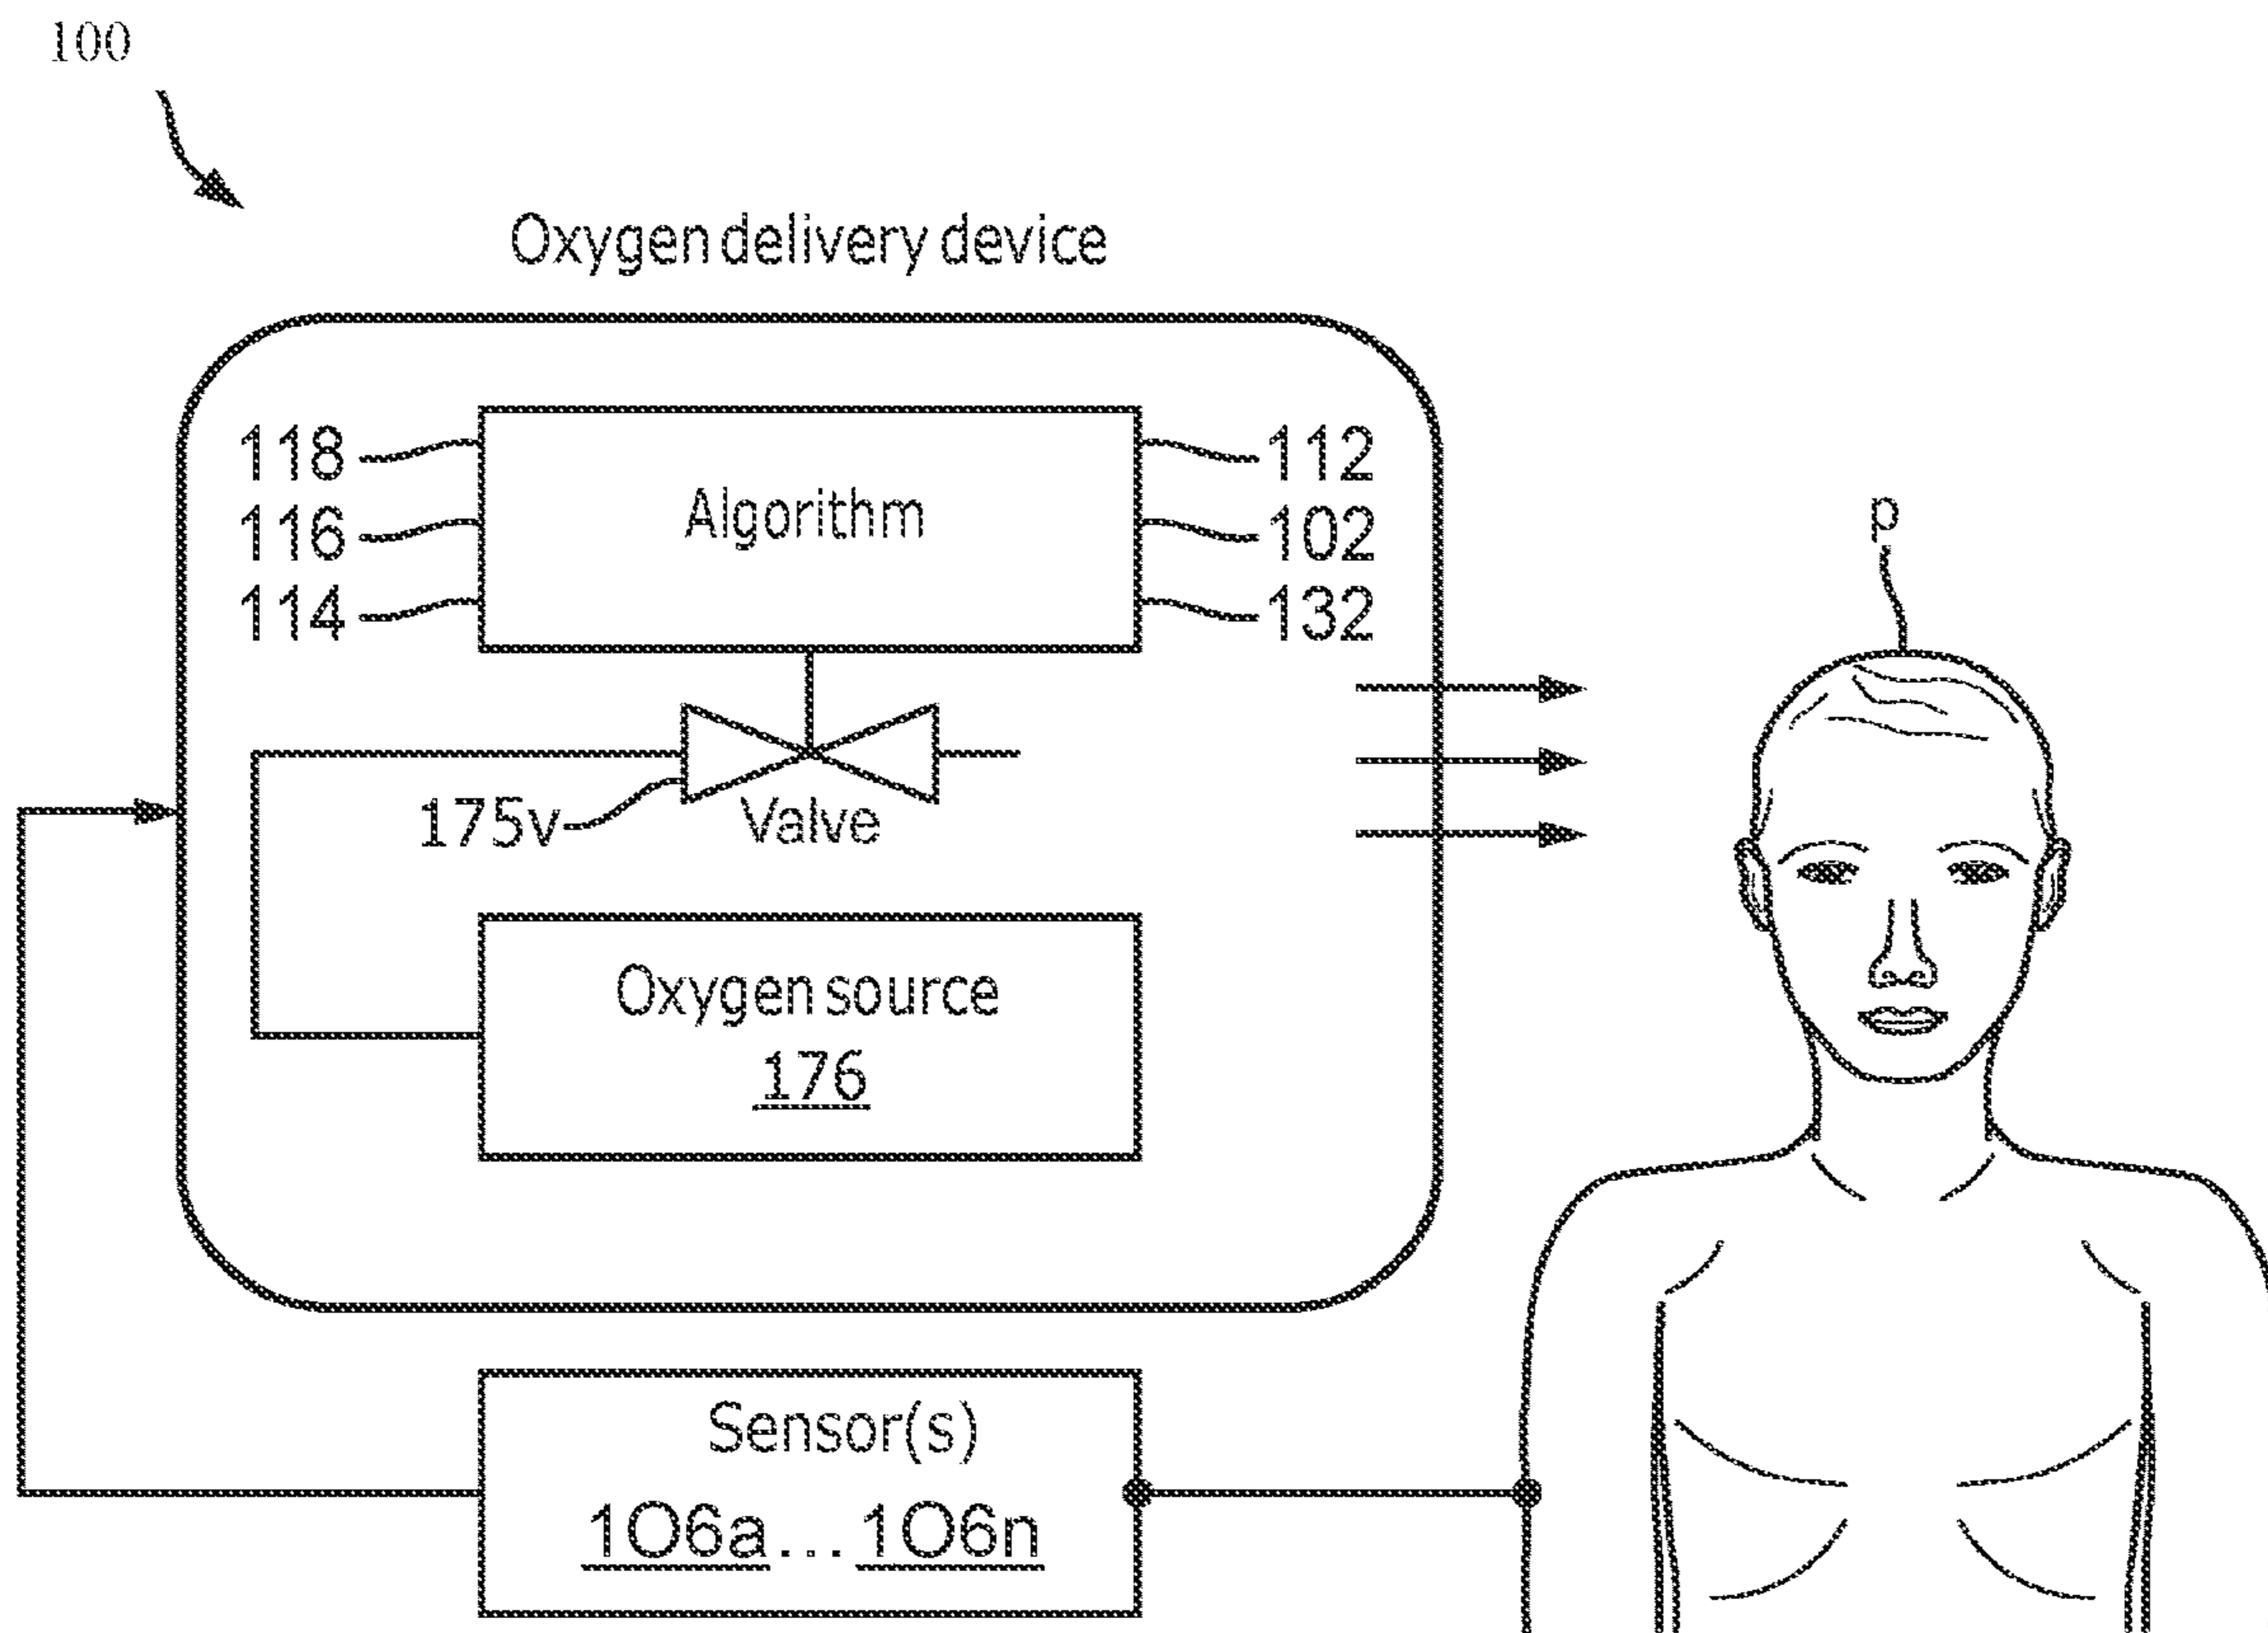 100
Oxygen delivery device
118
112
Algorithm
116
102
114
132
p
175v
Valve
Oxygen source
176
Sensor(s)
106a...106n